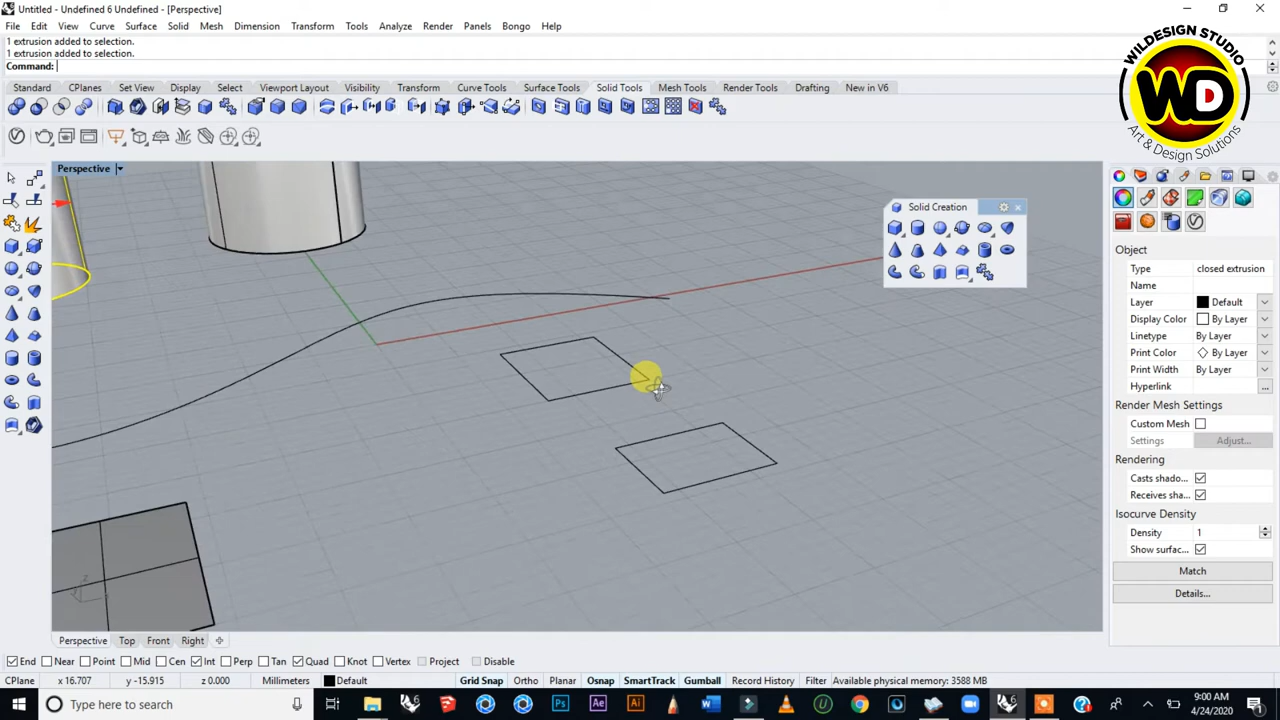 Untitled - Undefined 6 Undefined - [Perspective]
File Edit View Curve Surface Solid Mesh Dimension Transform Tools Analyze Render Panels Bongo Help
1 extrusion added to selection.
1 extrusion added to selection.
Command:
Standard CPlanes Set View Display Select Viewport Layout Visibility Transform Curve Tools Surface Tools Solid Tools Mesh Tools Render Tools Drafting New in V6
WILDESIGN STUDIO
WD
Art & Design Solutions
Perspective
Solid Creation
Object
Type closed extrusion
Name
Layer Default
Display Color By Layer
Linetype By Layer
Print Color By Layer
Print Width By Layer
Hyperlink ...
Render Mesh Settings
Custom Mesh
Settings Adjust...
Rendering
Casts shado...
Receives sha...
Isocurve Density
Density 1
Show surfac...
Match
Details...
Perspective Top Front Right
End Near Point Mid Cen Int Perp Tan Quad Knot Vertex Project Disable
CPlane x 16.707 y -15.915 z 0.000 Millimeters Default Grid Snap Ortho Planar Osnap SmartTrack Gumball Record History Filter Available physical memory: 3588 MB
Type here to search
Ps Ae Ai
9:00 AM
4/24/2020